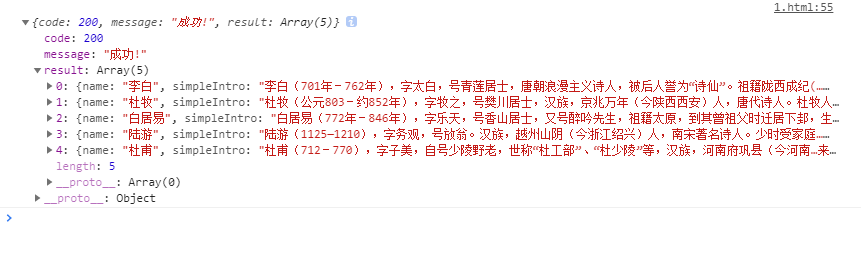 1.html:55
▼{code: 200, message: "成功!", result: Array(5)} i
code: 200
message: "成功!"
▼result: Array(5)
▶0: {name: "李白", simpleIntro: "李白（701年－762年），字太白，号青莲居士，唐朝浪漫主义诗人，被后人誉为“诗仙”。祖籍陇西成纪(……
▶1: {name: "杜牧", simpleIntro: "杜牧（公元803－约852年），字牧之，号樊川居士，汉族，京兆万年（今陕西西安）人，唐代诗人。杜牧人…
▶2: {name: "白居易", simpleIntro: "白居易（772年－846年），字乐天，号香山居士，又号醉吟先生，祖籍太原，到其曾祖父时迁居下邽，生…
▶3: {name: "陆游", simpleIntro: "陆游（1125—1210），字务观，号放翁。汉族，越州山阴（今浙江绍兴）人，南宋著名诗人。少时受家庭……
▶4: {name: "杜甫", simpleIntro: "杜甫（712－770），字子美，自号少陵野老，世称“杜工部”、“杜少陵”等，汉族，河南府巩县（今河南…来…
length: 5
▶__proto__: Array(0)
▶__proto__: Object
>